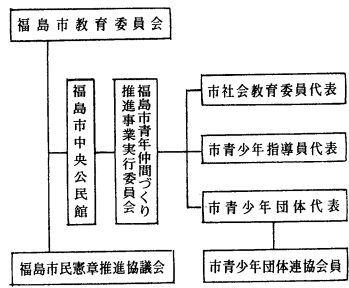 福島市教育委員会
福島市中央公民館
福島市青年仲間づくり
推進事業実行委員会
市社会教育委員代表
市青少年指導員代表
市青少年団体代表
市青少年団体連協会員
福島市民憲章推進協議会